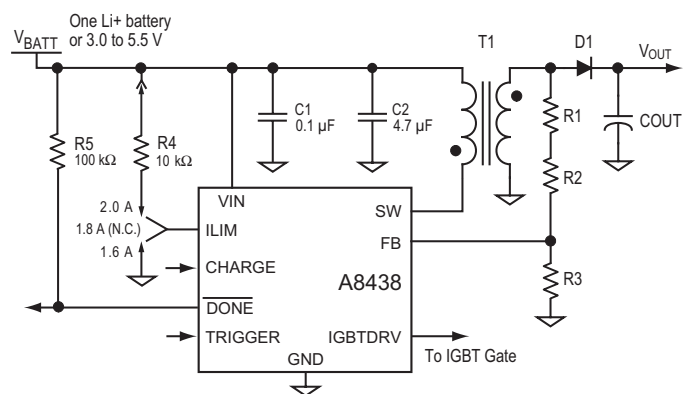 One Li+ battery
or 3.0 to 5.5 V
VBATT
T1
D1
VOUT
C1
0.1 µF
C2
4.7 µF
R1
COUT
R5
100 kΩ
R4
10 kΩ
R2
VIN
2.0 A
1.8 A (N.C.)
1.6 A
ILIM
SW
FB
CHARGE
A8438
R3
DONE
TRIGGER
IGBTDRV
GND
To IGBT Gate